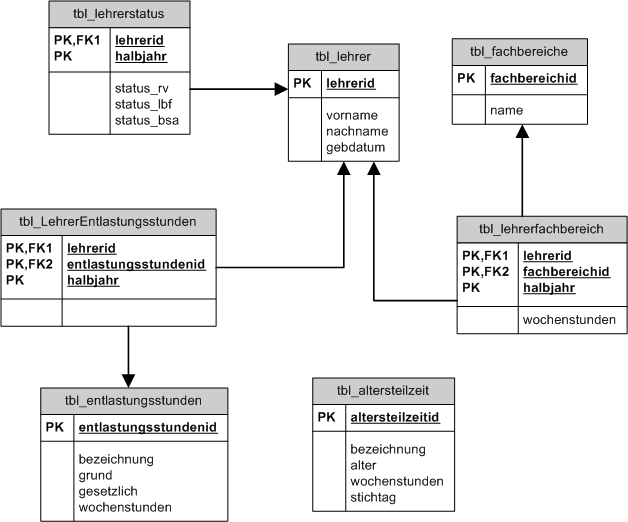 tbl_lehrerstatus
PK,FK1 lehrerid
PK halbjahr
status_rv
status_lbf
status_bsa
tbl_lehrer
PK lehrerid
vorname
nachname
gebdatum
tbl_fachbereiche
PK fachbereichid
name
tbl_LehrerEntlastungsstunden
PK,FK1 lehrerid
PK,FK2 entlastungsstundenid
PK halbjahr
tbl_lehrerfachbereich
PK,FK1 lehrerid
PK,FK2 fachbereichid
PK halbjahr
wochenstunden
tbl_entlastungsstunden
PK entlastungsstundenid
bezeichnung
grund
gesetzlich
wochenstunden
tbl_altersteilzeit
PK altersteilzeitid
bezeichnung
alter
wochenstunden
stichtag